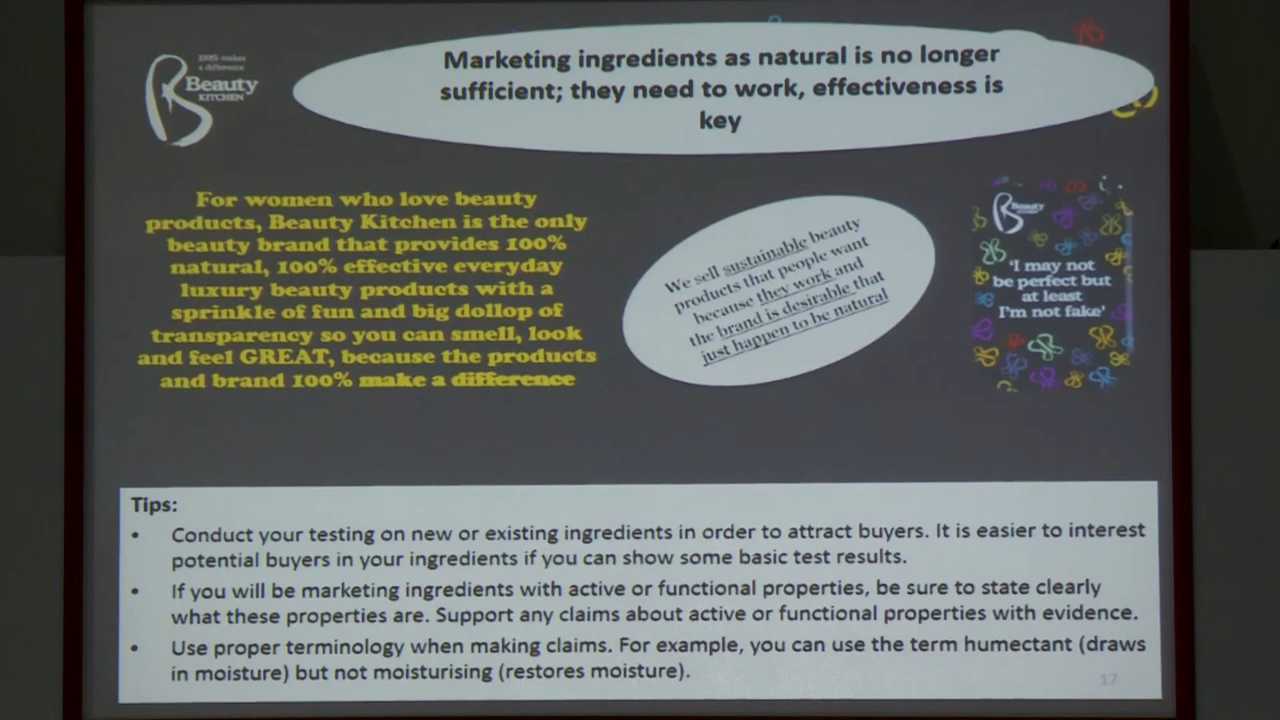 100% makes
a difference
Beauty
KITCHEN
Marketing ingredients as natural is no longer
sufficient; they need to work, effectiveness is
key
For women who love beauty
products, Beauty Kitchen is the only
beauty brand that provides 100%
natural, 100% effective everyday
luxury beauty products with a
sprinkle of fun and big dollop of
transparency so you can smell, look
and feel GREAT, because the products
and brand 100% make a difference
We sell sustainable beauty
products that people want
because they work and
the brand is desirable that
just happen to be natural
Beauty
KITCHEN
'I may not
be perfect but
at least
I'm not fake'
Tips:
• Conduct your testing on new or existing ingredients in order to attract buyers. It is easier to interest
potential buyers in your ingredients if you can show some basic test results.
• If you will be marketing ingredients with active or functional properties, be sure to state clearly
what these properties are. Support any claims about active or functional properties with evidence.
• Use proper terminology when making claims. For example, you can use the term humectant (draws
in moisture) but not moisturising (restores moisture).
17